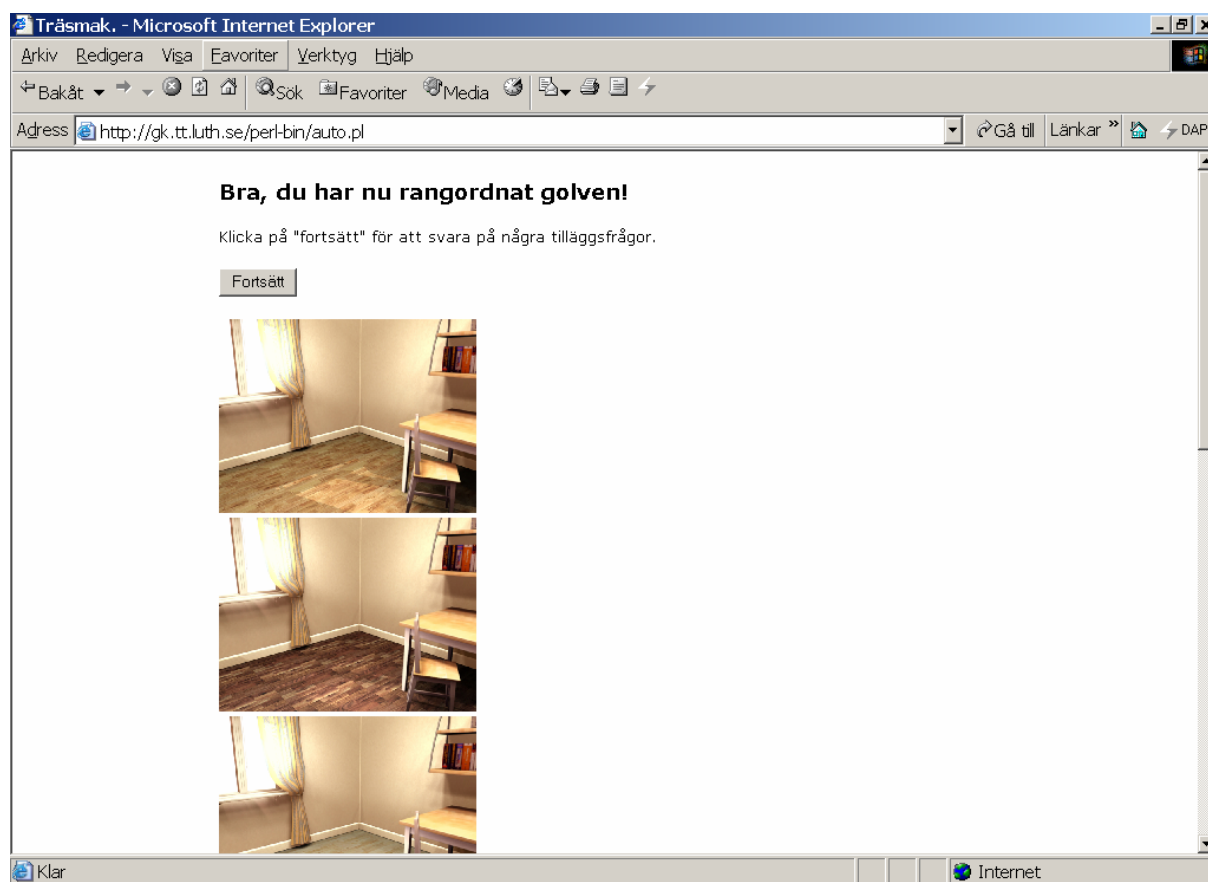 Träsmak. - Microsoft Internet Explorer
Arkiv Redigera Visa Favoriter Verktyg Hjälp
Bakåt Sök Favoriter Media
Adress http://gk.tt.luth.se/perl-bin/auto.pl Gå till Länkar » DAP
Bra, du har nu rangordnat golven!
Klicka på "fortsätt" för att svara på några tilläggsfrågor.
Fortsätt
Klar Internet